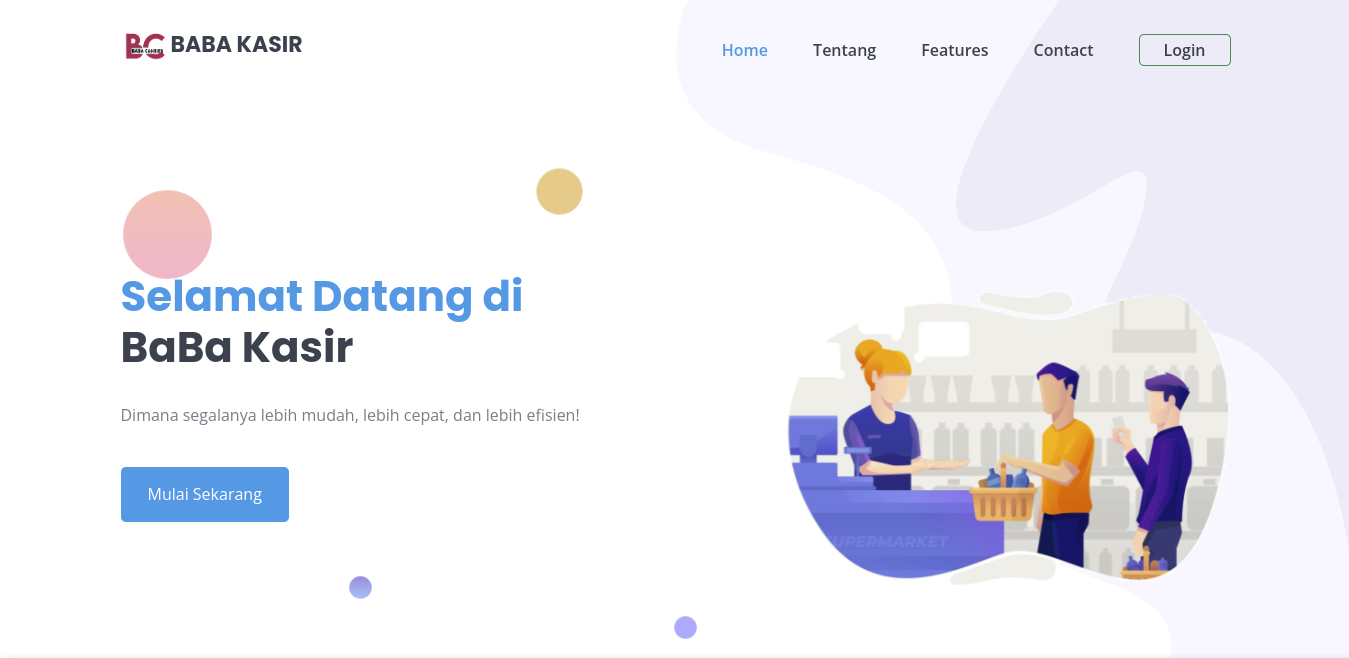 BC BABA KASIR
BABA CASHIER
Home Tentang Features Contact Login
Selamat Datang di
BaBa Kasir
Dimana segalanya lebih mudah, lebih cepat, dan lebih efisien!
Mulai Sekarang
SUPERMARKET